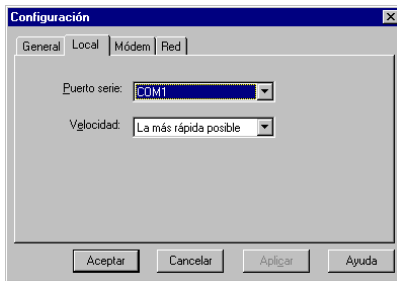 Configuración
General Local Módem Red
Puerto serie: COM1
Velocidad: La más rápida posible
Aceptar Cancelar Aplicar Ayuda